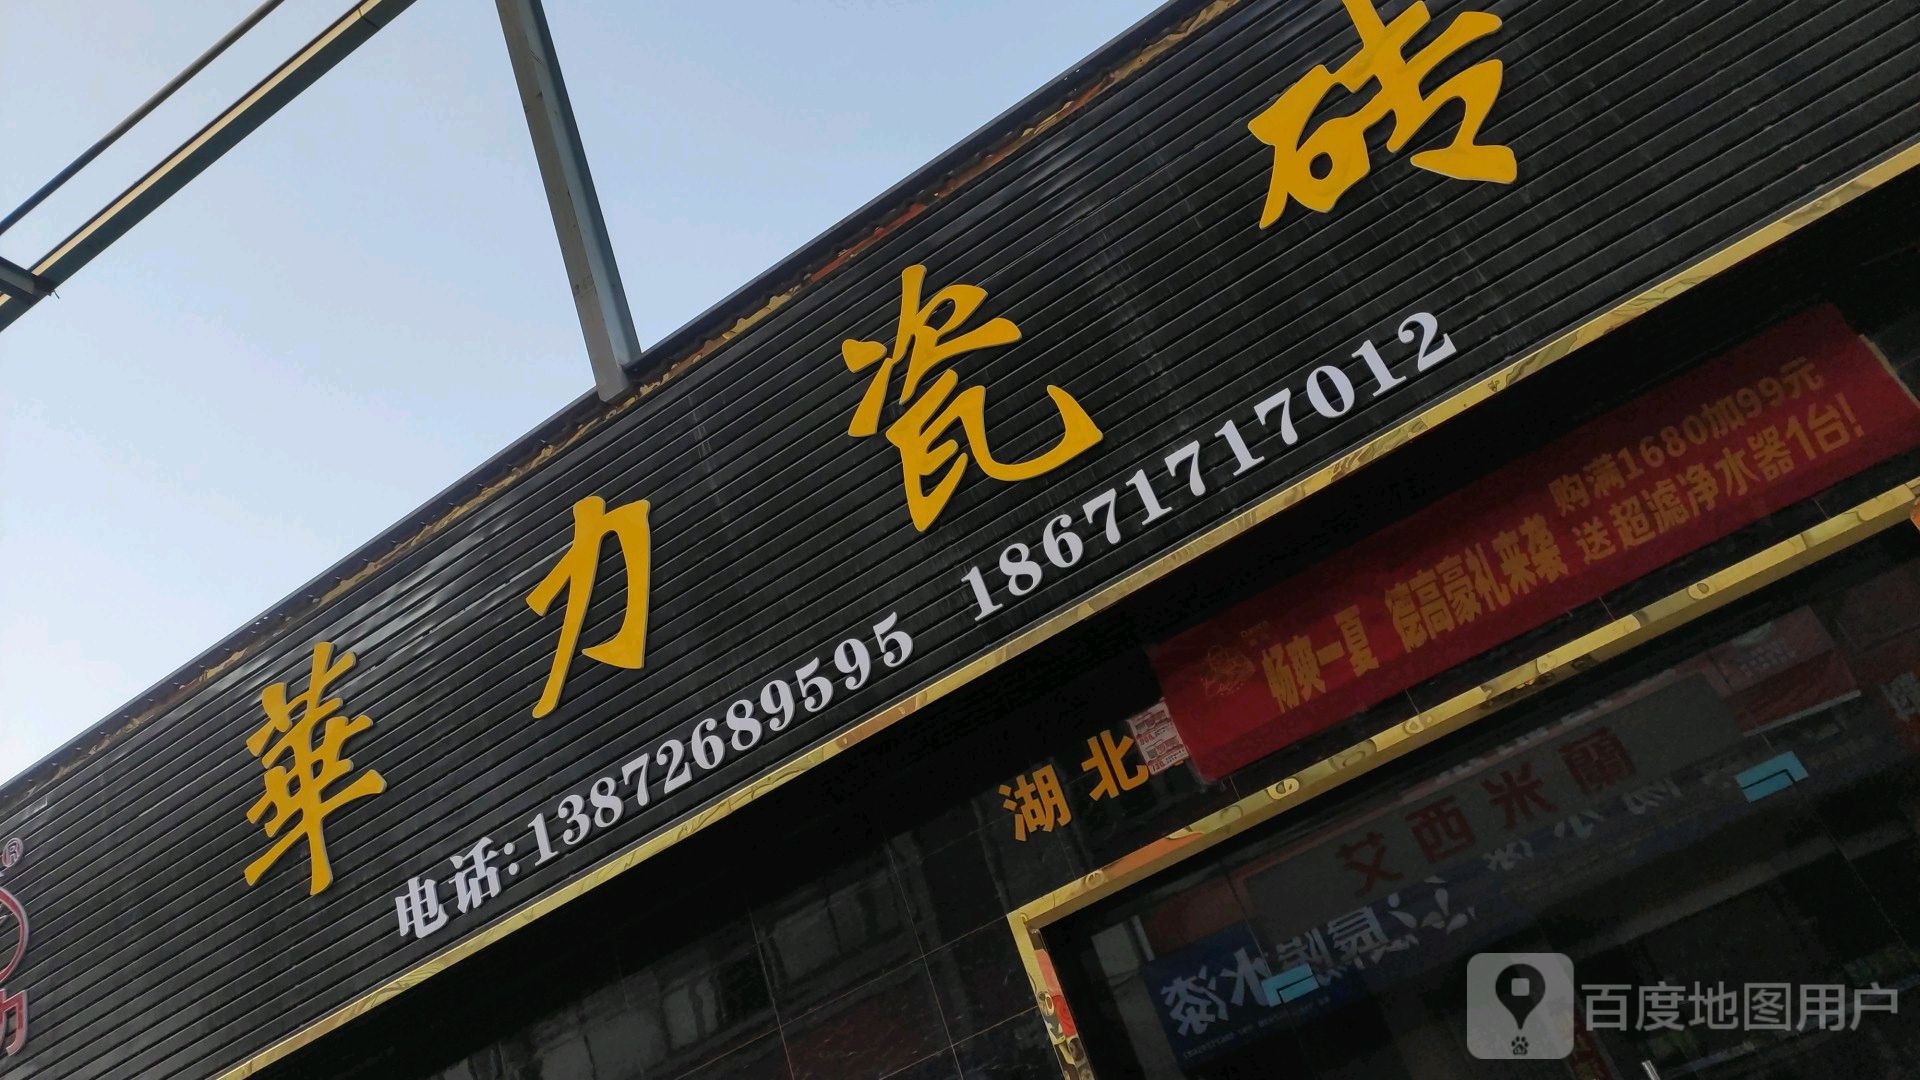 華力瓷砖
电话:13872689595 18671717012
购满1680加99元
畅爽一夏 德高豪礼来袭 送超滤净水器1台!
湖北
艾西米蘭
百度地图用户